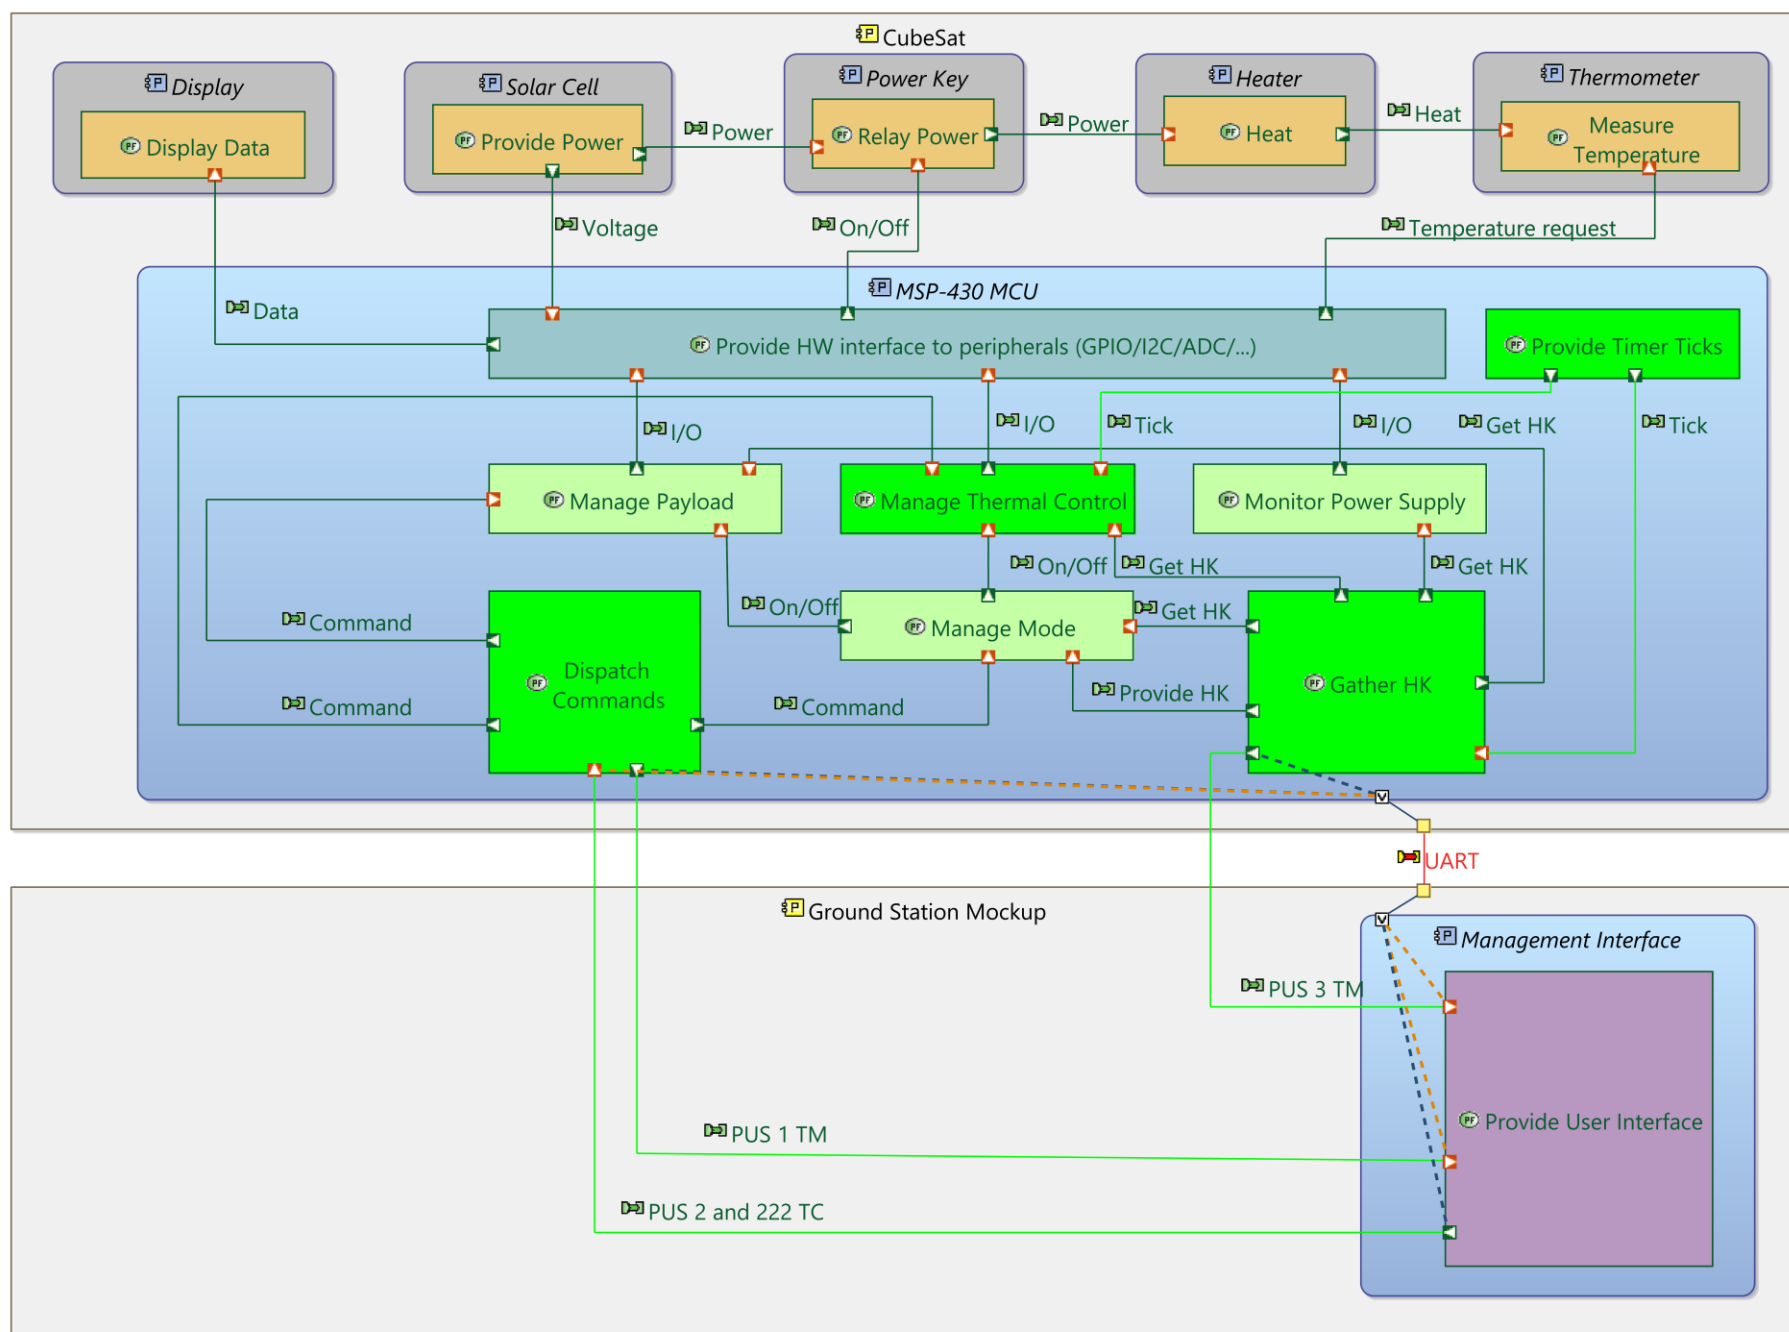 CubeSat
Display
Solar Cell
Power Key
Heater
Thermometer
Display Data
Provide Power
Power
Relay Power
Power
Heat
Heat
Measure
Temperature
Voltage
On/Off
Temperature request
MSP-430 MCU
Data
Provide HW interface to peripherals (GPIO/I2C/ADC/...)
Provide Timer Ticks
I/O
I/O
Tick
I/O
Get HK
Tick
Manage Payload
Manage Thermal Control
Monitor Power Supply
On/Off
Get HK
Get HK
Command
On/Off
Manage Mode
Get HK
Dispatch
Commands
Gather HK
Command
Command
Provide HK
UART
Ground Station Mockup
Management Interface
PUS 3 TM
Provide User Interface
PUS 1 TM
PUS 2 and 222 TC